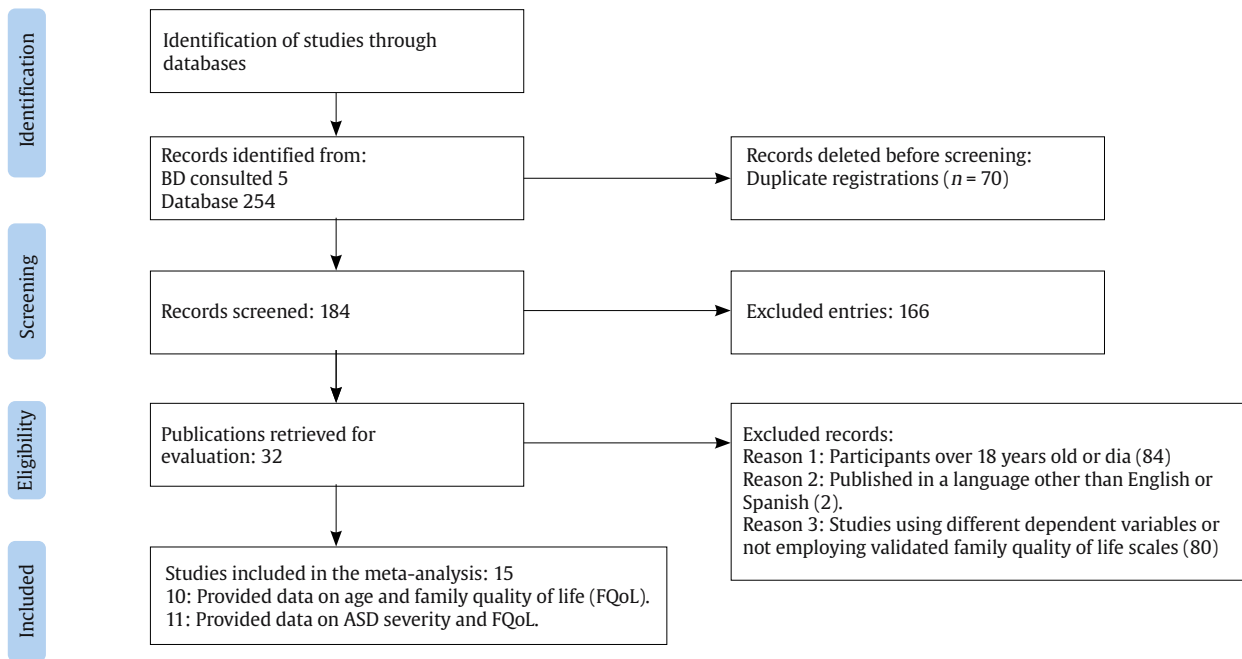 Identification
Identification of studies through
databases
Records identified from:
BD consulted 5
Database 254
Records deleted before screening:
Duplicate registrations (n = 70)
Screening
Records screened: 184
Excluded entries: 166
Eligibility
Publications retrieved for
evaluation: 32
Excluded records:
Reason 1: Participants over 18 years old or dia (84)
Reason 2: Published in a language other than English or
Spanish (2).
Reason 3: Studies using different dependent variables or
not employing validated family quality of life scales (80)
Included
Studies included in the meta-analysis: 15
10: Provided data on age and family quality of life (FQoL).
11: Provided data on ASD severity and FQoL.